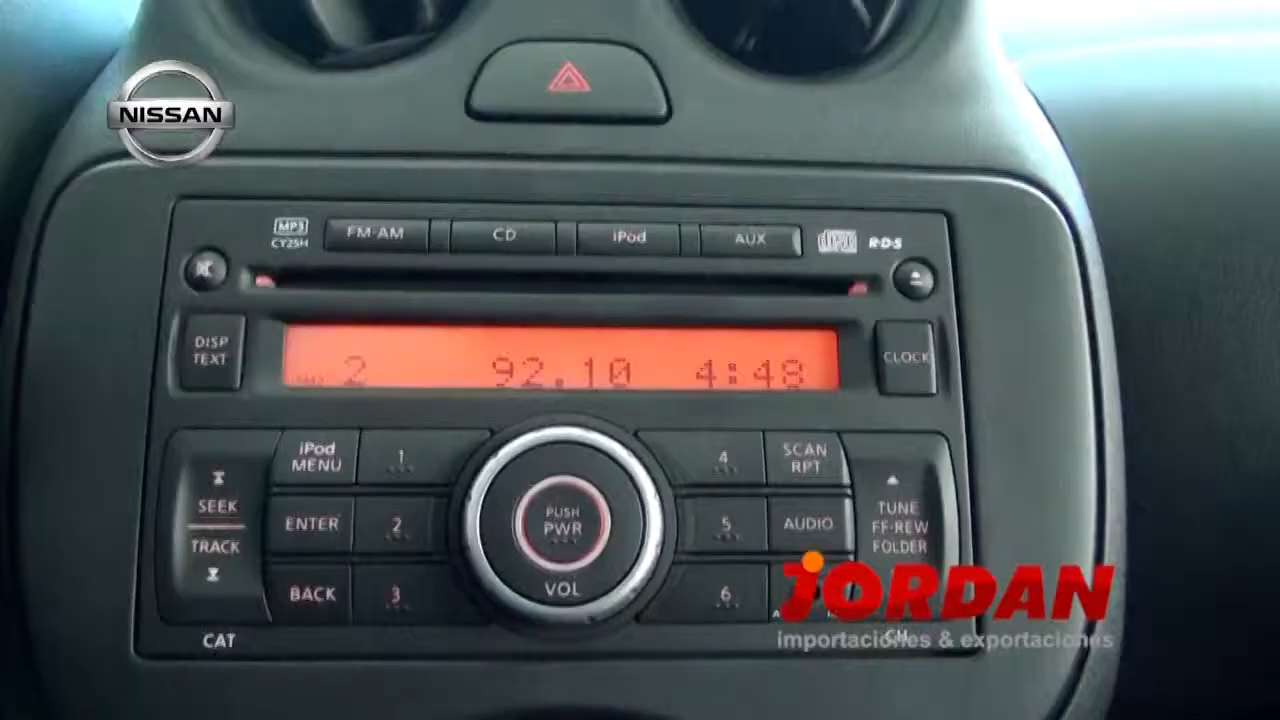 NISSAN
MP3
CY25H
FM·AM
CD
iPod
AUX
R·D·S
DISP
TEXT
2
92.10
4:48
CLOCK
iPod
MENU
1
4
SCAN
RPT
SEEK
TRACK
ENTER
2
PUSH
PWR
5
AUDIO
TUNE
FF·REW
FOLDER
BACK
3
VOL
6
JORDAN
importaciones & exportaciones
CAT
CH